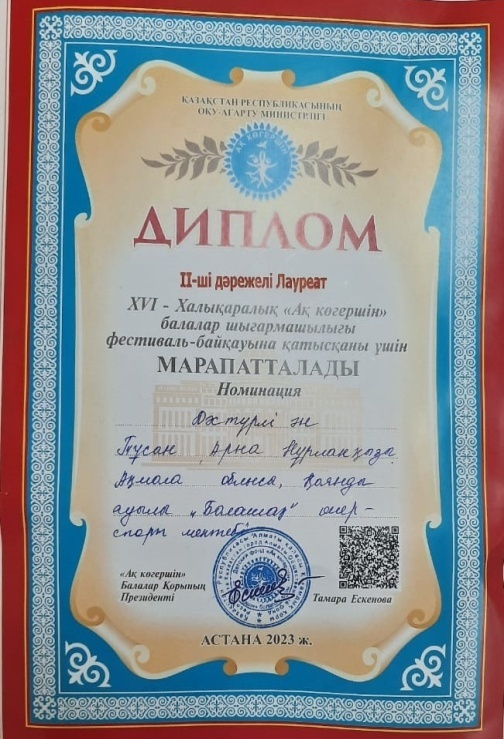 ҚАЗАҚСТАН РЕСПУБЛИКАСЫНЫҢ
ОҚУ-АҒАРТУ МИНИСТРЛІГІ
ДИПЛОМ
II-ші дәрежелі Лауреат
XVI - Халықаралық «Ақ көгершін»
балалар шығармашылығы
фестиваль-байқауына қатысқаны үшін
МАРАПАТТАЛАДЫ
Номинация
Дәстүрлі ән
Арна Нұрланқызы
Ақмола облысы, Қоянды
ауылы „Балашақ" өнер-
спорт мектебі
«Ақ көгершін»
Балалар Қорының
Президенті
Тамара Ескенова
АСТАНА 2023 ж.